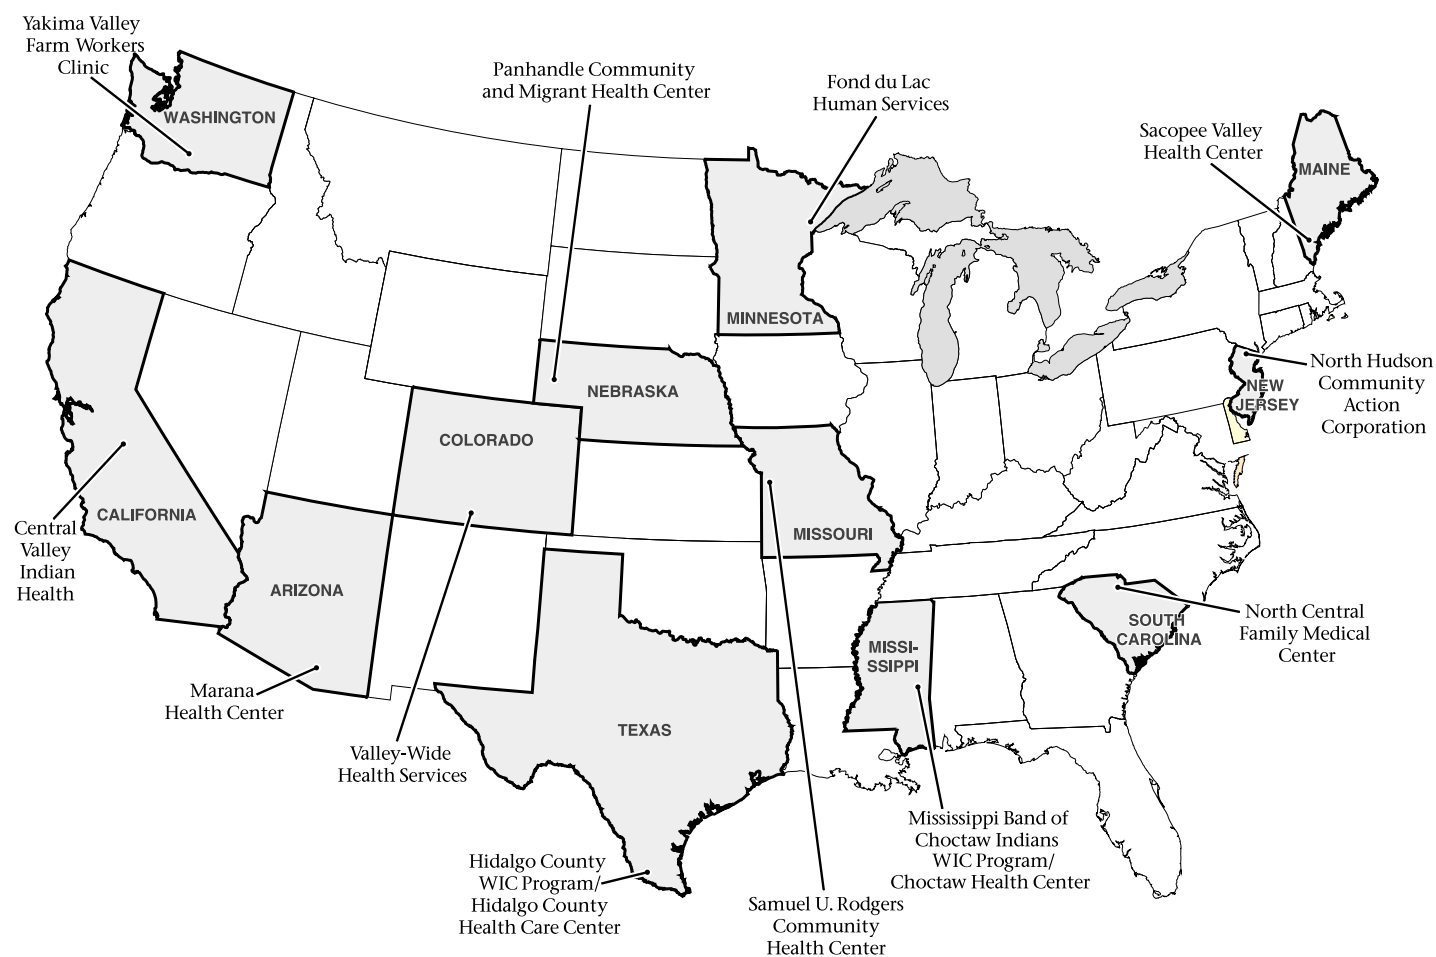 Yakima Valley
Farm Workers
Clinic
WASHINGTON
Panhandle Community
and Migrant Health Center
Fond du Lac
Human Services
Sacopee Valley
Health Center
MAINE
MINNESOTA
NEBRASKA
COLORADO
North Hudson
Community
Action
Corporation
NEW
JERSEY
CALIFORNIA
Central
Valley
Indian
Health
ARIZONA
MISSOURI
Marana
Health Center
Valley-Wide
Health Services
TEXAS
MISSI-
SSIPPI
SOUTH
CAROLINA
North Central
Family Medical
Center
Hidalgo County
WIC Program/
Hidalgo County
Health Care Center
Samuel U. Rodgers
Community
Health Center
Mississippi Band of
Choctaw Indians
WIC Program/
Choctaw Health Center